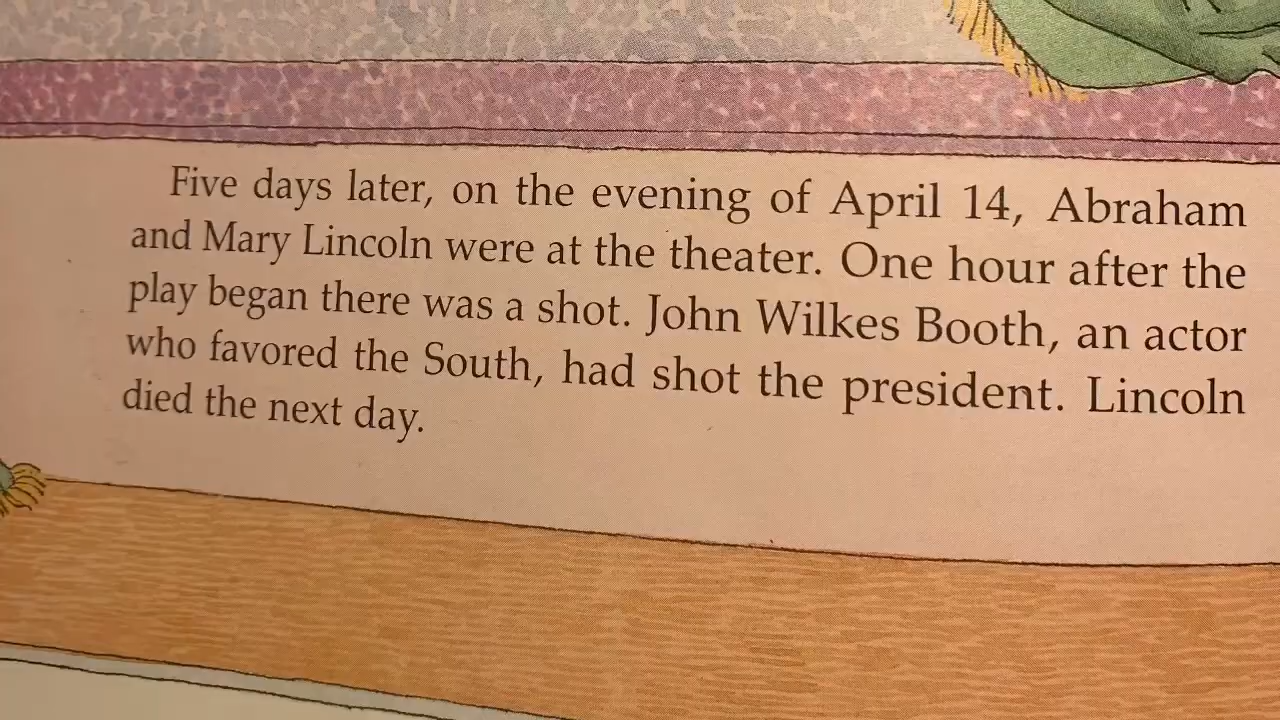 Five days later, on the evening of April 14, Abraham
and Mary Lincoln were at the theater. One hour after the
play began there was a shot. John Wilkes Booth, an actor
who favored the South, had shot the president. Lincoln
died the next day.